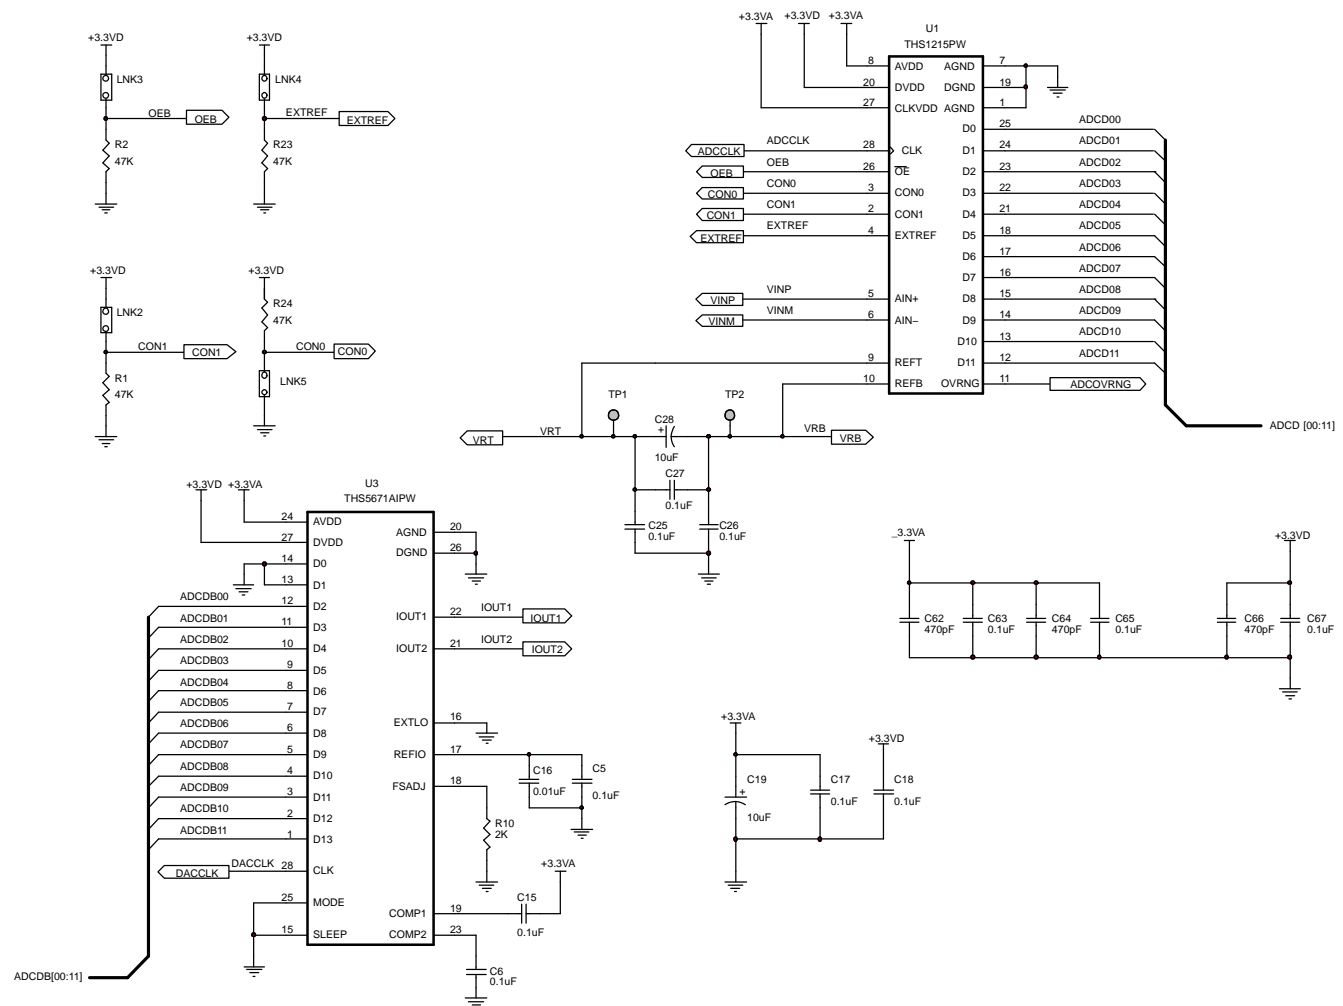 +3.3VD
LNK3
OEB
OEB
R2
47K
+3.3VD
LNK4
EXTREF
EXTREF
R23
47K
+3.3VD
LNK2
CON1
CON1
R1
47K
+3.3VD
R24
47K
CON0
CON0
LNK5
+3.3VA
+3.3VD
+3.3VA
U1
THS1215PW
8 AVDD AGND 7
20 DVDD DGND 19
27 CLKVDD AGND 1
D0 25 ADCD00
ADCCLK ADCCLK 28 CLK D1 24 ADCD01
OEB OEB 26 OE D2 23 ADCD02
CON0 CON0 3 CON0 D3 22 ADCD03
CON1 CON1 2 CON1 D4 21 ADCD04
EXTREF EXTREF 4 EXTREF D5 18 ADCD05
D6 17 ADCD06
D7 16 ADCD07
VINP VINP 5 AIN+ D8 15 ADCD08
VINM VINM 6 AIN− D9 14 ADCD09
D10 13 ADCD10
9 REFT D11 12 ADCD11
10 REFB OVRNG 11 ADCOVRNG
ADCD [00:11]
TP1
TP2
VRT
VRT
C28
+
10uF
VRB
VRB
C27
0.1uF
C25
0.1uF
C26
0.1uF
+3.3VD
+3.3VA
U3
THS5671AIPW
24 AVDD AGND 20
27 DVDD DGND 26
14 D0
13 D1
ADCDB00 12 D2
ADCDB01 11 D3 IOUT1 22 IOUT1 IOUT1
ADCDB02 10 D4 IOUT2 21 IOUT2 IOUT2
ADCDB03 9 D5
ADCDB04 8 D6
ADCDB05 7 D7
ADCDB06 6 D8 EXTLO 16
ADCDB07 5 D9 REFIO 17
ADCDB08 4 D10 FSADJ 18
ADCDB09 3 D11
ADCDB10 2 D12
ADCDB11 1 D13
DACCLK DACCLK 28 CLK
25 MODE COMP1 19
15 SLEEP COMP2 23
ADCDB[00:11]
C16
0.01uF
C5
0.1uF
R10
2K
+3.3VA
C15
0.1uF
C6
0.1uF
_3.3VA
C62
470pF
C63
0.1uF
C64
470pF
C65
0.1uF
+3.3VD
C66
470pF
C67
0.1uF
+3.3VA
C19
+
10uF
C17
0.1uF
+3.3VD
C18
0.1uF